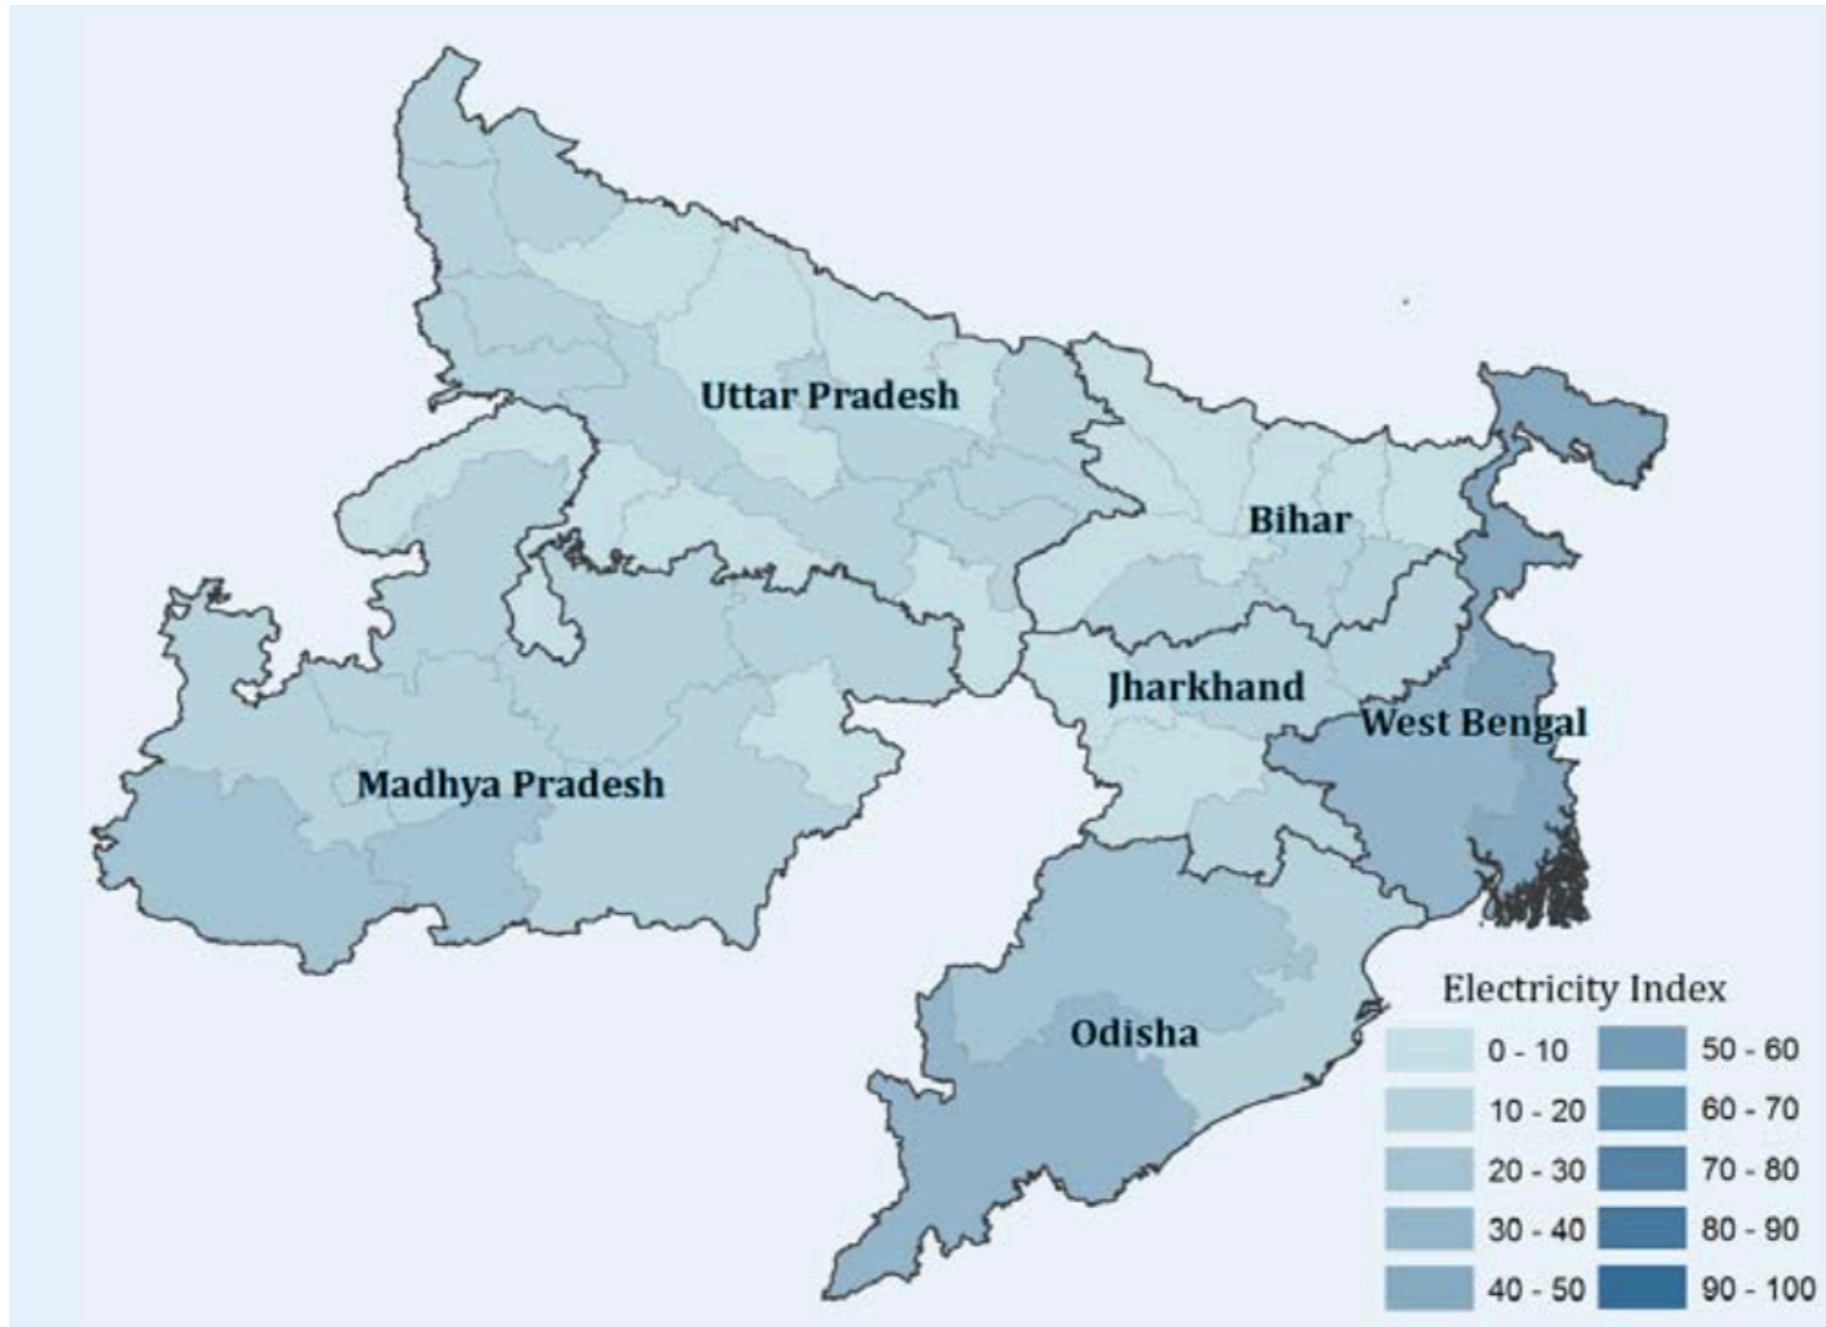 Uttar Pradesh
Bihar
Jharkhand
West Bengal
Madhya Pradesh
Odisha
Electricity Index
0 - 10
10 - 20
20 - 30
30 - 40
40 - 50
50 - 60
60 - 70
70 - 80
80 - 90
90 - 100